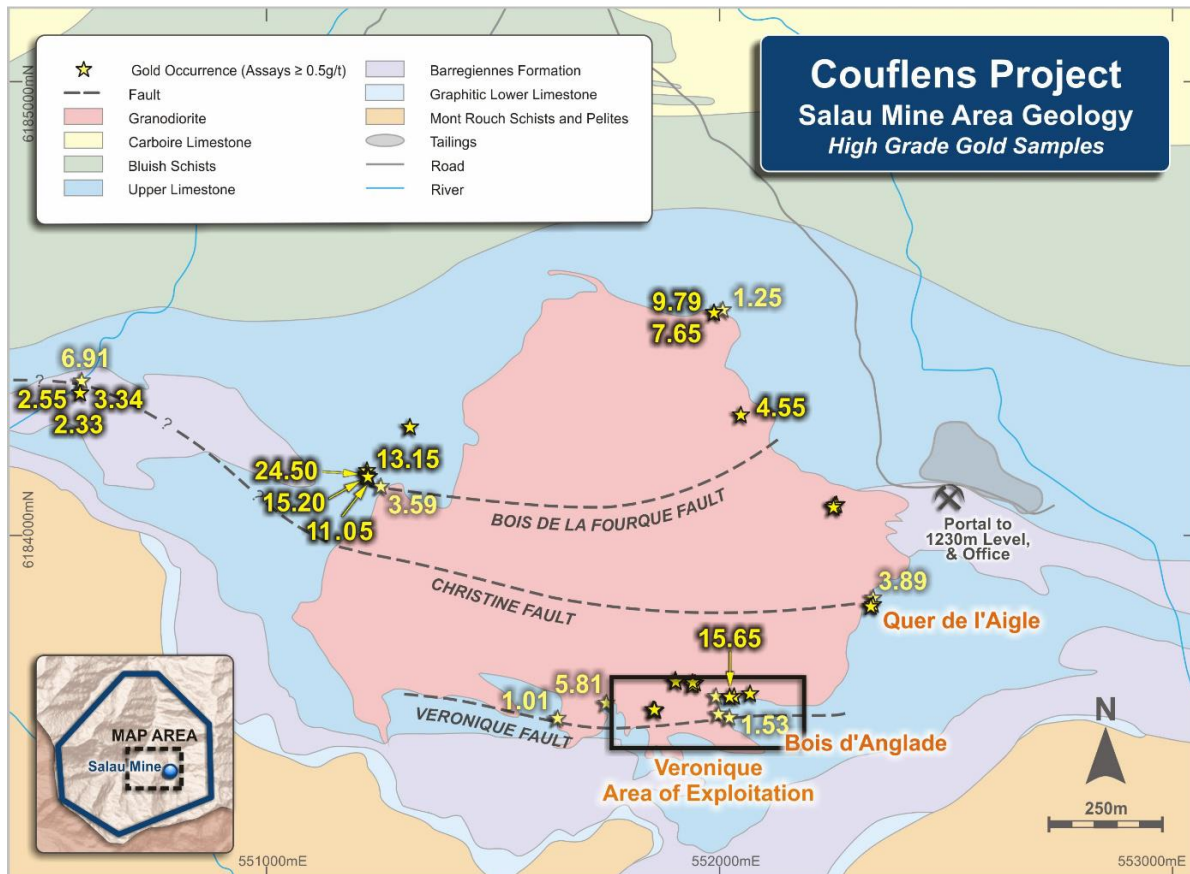 Couflens Project
Salau Mine Area Geology
High Grade Gold Samples
Gold Occurrence (Assays ≥ 0.5g/t)
Fault
Granodiorite
Carboire Limestone
Bluish Schists
Upper Limestone
Barregiennes Formation
Graphitic Lower Limestone
Mont Rouch Schists and Pelites
Tailings
Road
River
6185000mN
9.79
1.25
7.65
6.91
?
2.55
3.34
2.33
?
4.55
13.15
24.50
?
15.20
3.59
11.05
BOIS DE LA FOURQUE FAULT
Portal to
1230m Level,
& Office
6184000mN
CHRISTINE FAULT
3.89
Quer de l'Aigle
15.65
5.81
1.01
VERONIQUE FAULT
1.53
Bois d'Anglade
Veronique
Area of Exploitation
MAP AREA
Salau Mine
N
250m
551000mE
552000mE
553000mE